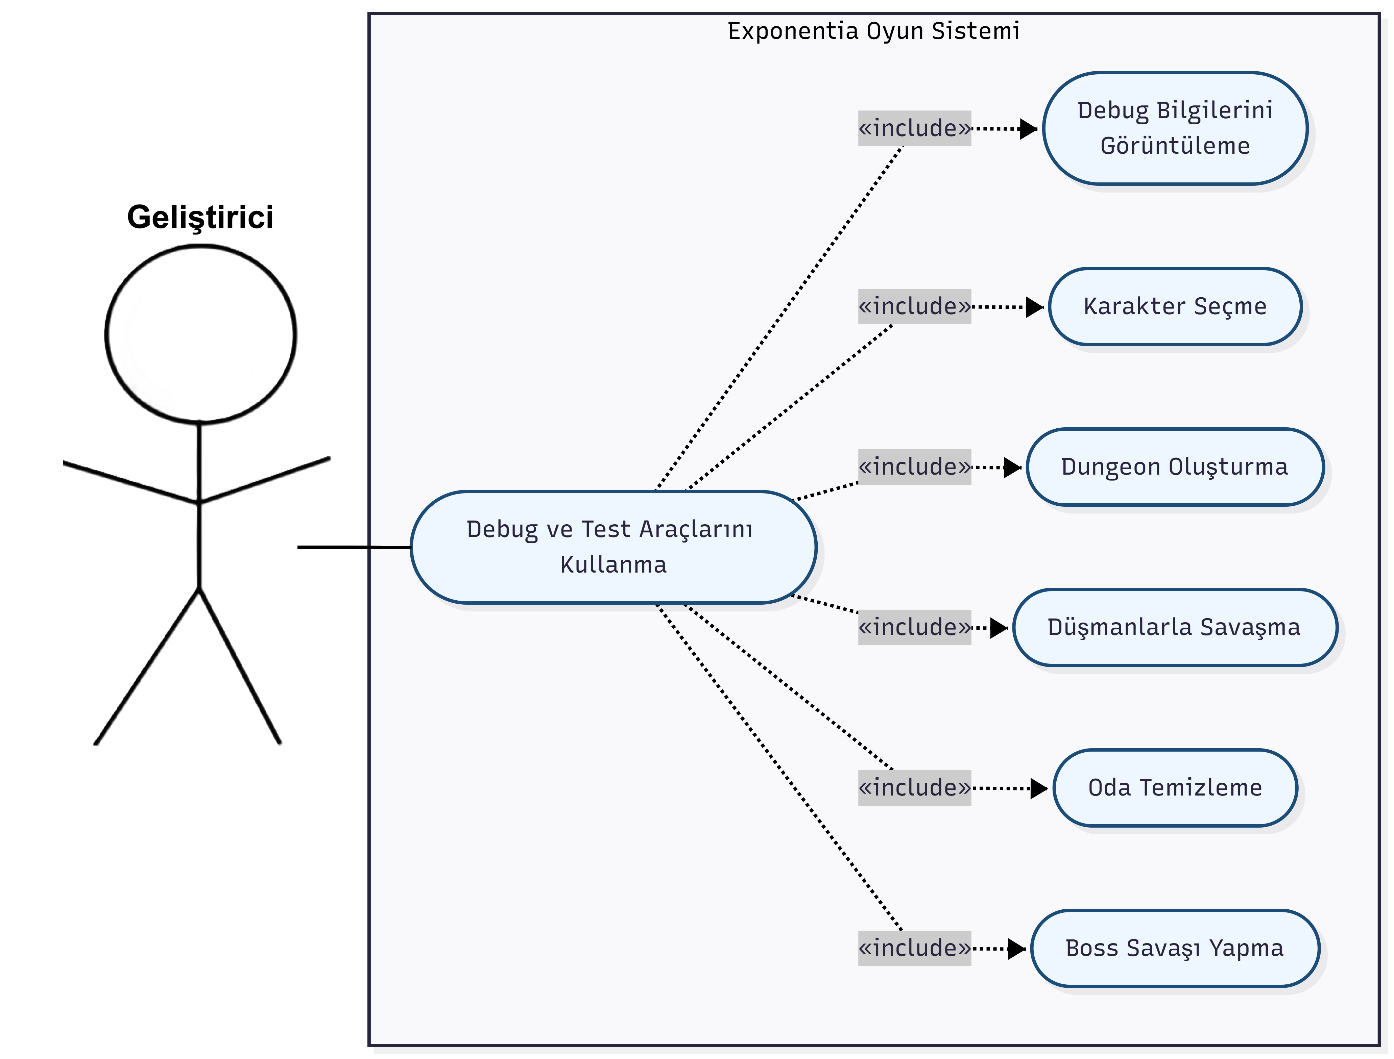 Exponentia Oyun Sistemi
Geliştirici
Debug ve Test Araçlarını
Kullanma
«include»
Debug Bilgilerini
Görüntüleme
«include»
Karakter Seçme
«include»
Dungeon Oluşturma
«include»
Düşmanlarla Savaşma
«include»
Oda Temizleme
«include»
Boss Savaşı Yapma